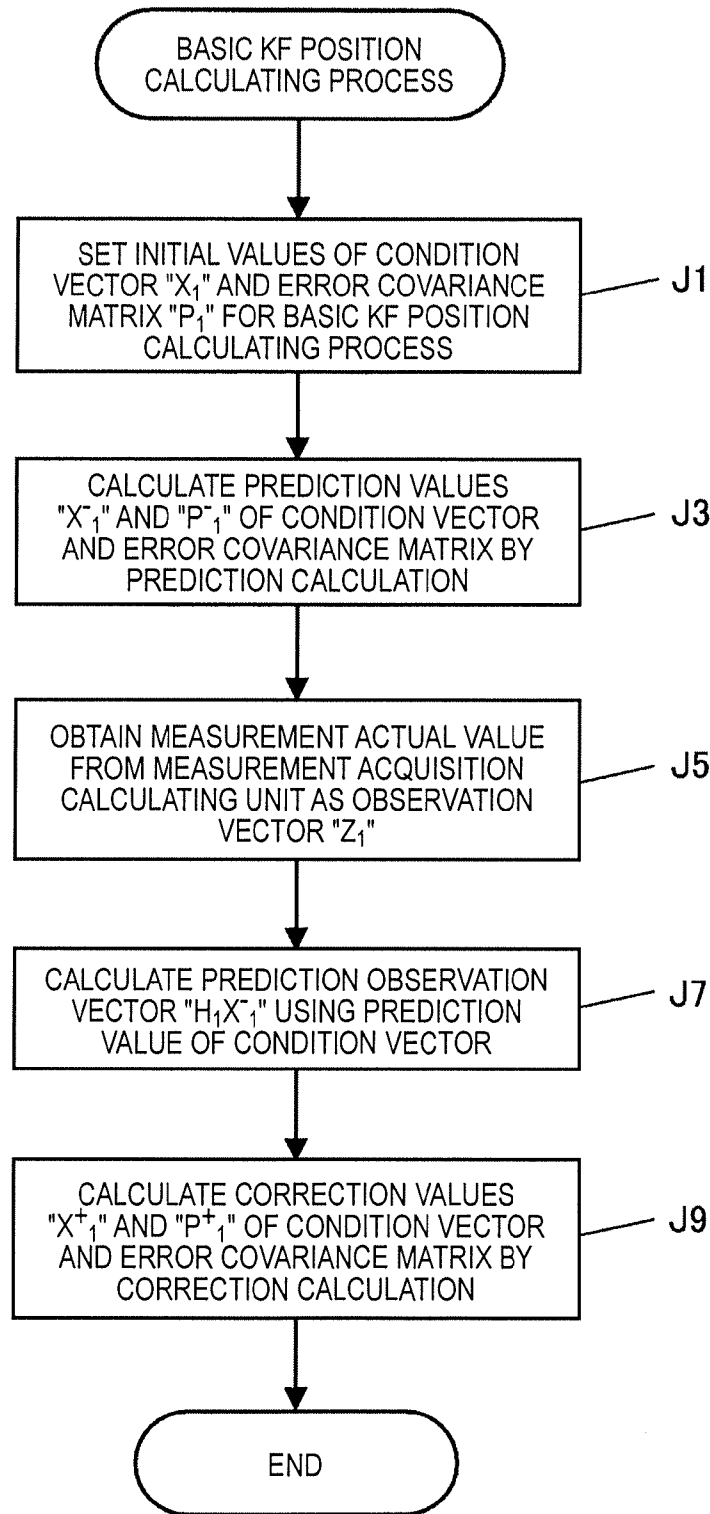 BASIC KF POSITION
CALCULATING PROCESS
SET INITIAL VALUES OF CONDITION
VECTOR "X₁" AND ERROR COVARIANCE
MATRIX "P₁" FOR BASIC KF POSITION
CALCULATING PROCESS
J1
CALCULATE PREDICTION VALUES
"X⁻₁" AND "P⁻₁" OF CONDITION VECTOR
AND ERROR COVARIANCE MATRIX BY
PREDICTION CALCULATION
J3
OBTAIN MEASUREMENT ACTUAL VALUE
FROM MEASUREMENT ACQUISITION
CALCULATING UNIT AS OBSERVATION
VECTOR "Z₁"
J5
CALCULATE PREDICTION OBSERVATION
VECTOR "H₁X⁻₁" USING PREDICTION
VALUE OF CONDITION VECTOR
J7
CALCULATE CORRECTION VALUES
"X⁺₁" AND "P⁺₁" OF CONDITION VECTOR
AND ERROR COVARIANCE MATRIX BY
CORRECTION CALCULATION
J9
END